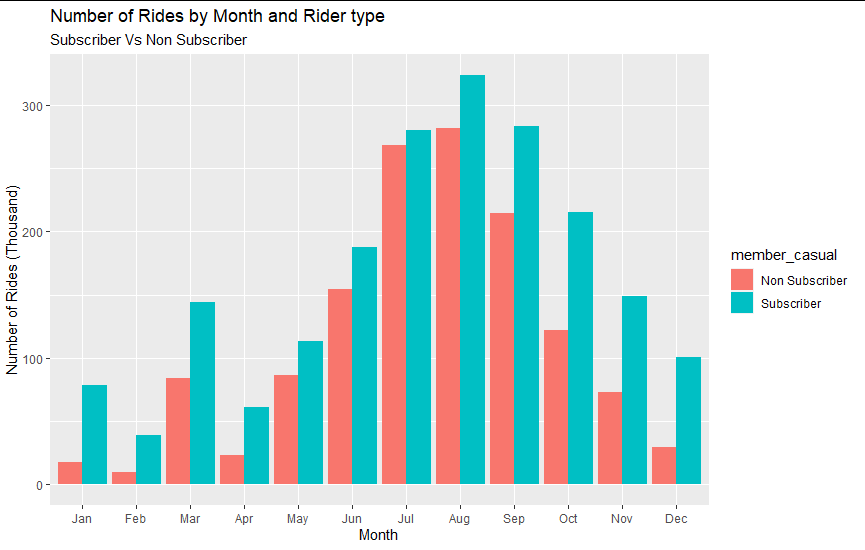 Number of Rides by Month and Rider type
Subscriber Vs Non Subscriber
Number of Rides (Thousand)
300
200
100
0
Jan Feb Mar Apr May Jun Jul Aug Sep Oct Nov Dec
Month
member_casual
Non Subscriber
Subscriber